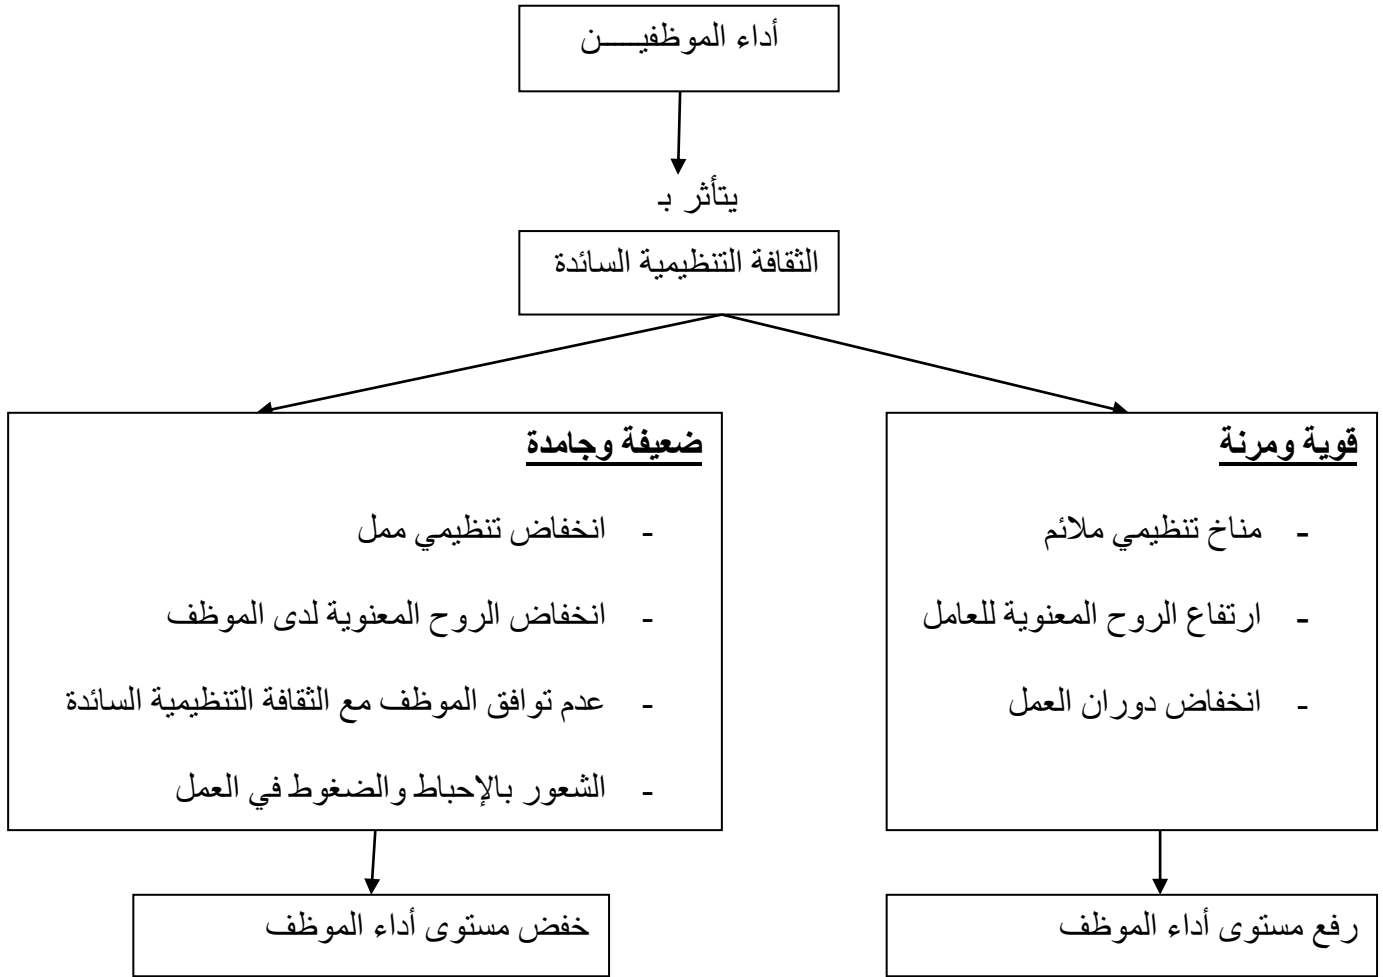 أداء الموظفيـــــن
يتأثر بـ
الثقافة التنظيمية السائدة
قوية ومرنة
- مناخ تنظيمي ملائم
- ارتفاع الروح المعنوية للعامل
- انخفاض دوران العمل
رفع مستوى أداء الموظف
ضعيفة وجامدة
- انخفاض تنظيمي ممل
- انخفاض الروح المعنوية لدى الموظف
- عدم توافق الموظف مع الثقافة التنظيمية السائدة
- الشعور بالإحباط والضغوط في العمل
خفض مستوى أداء الموظف